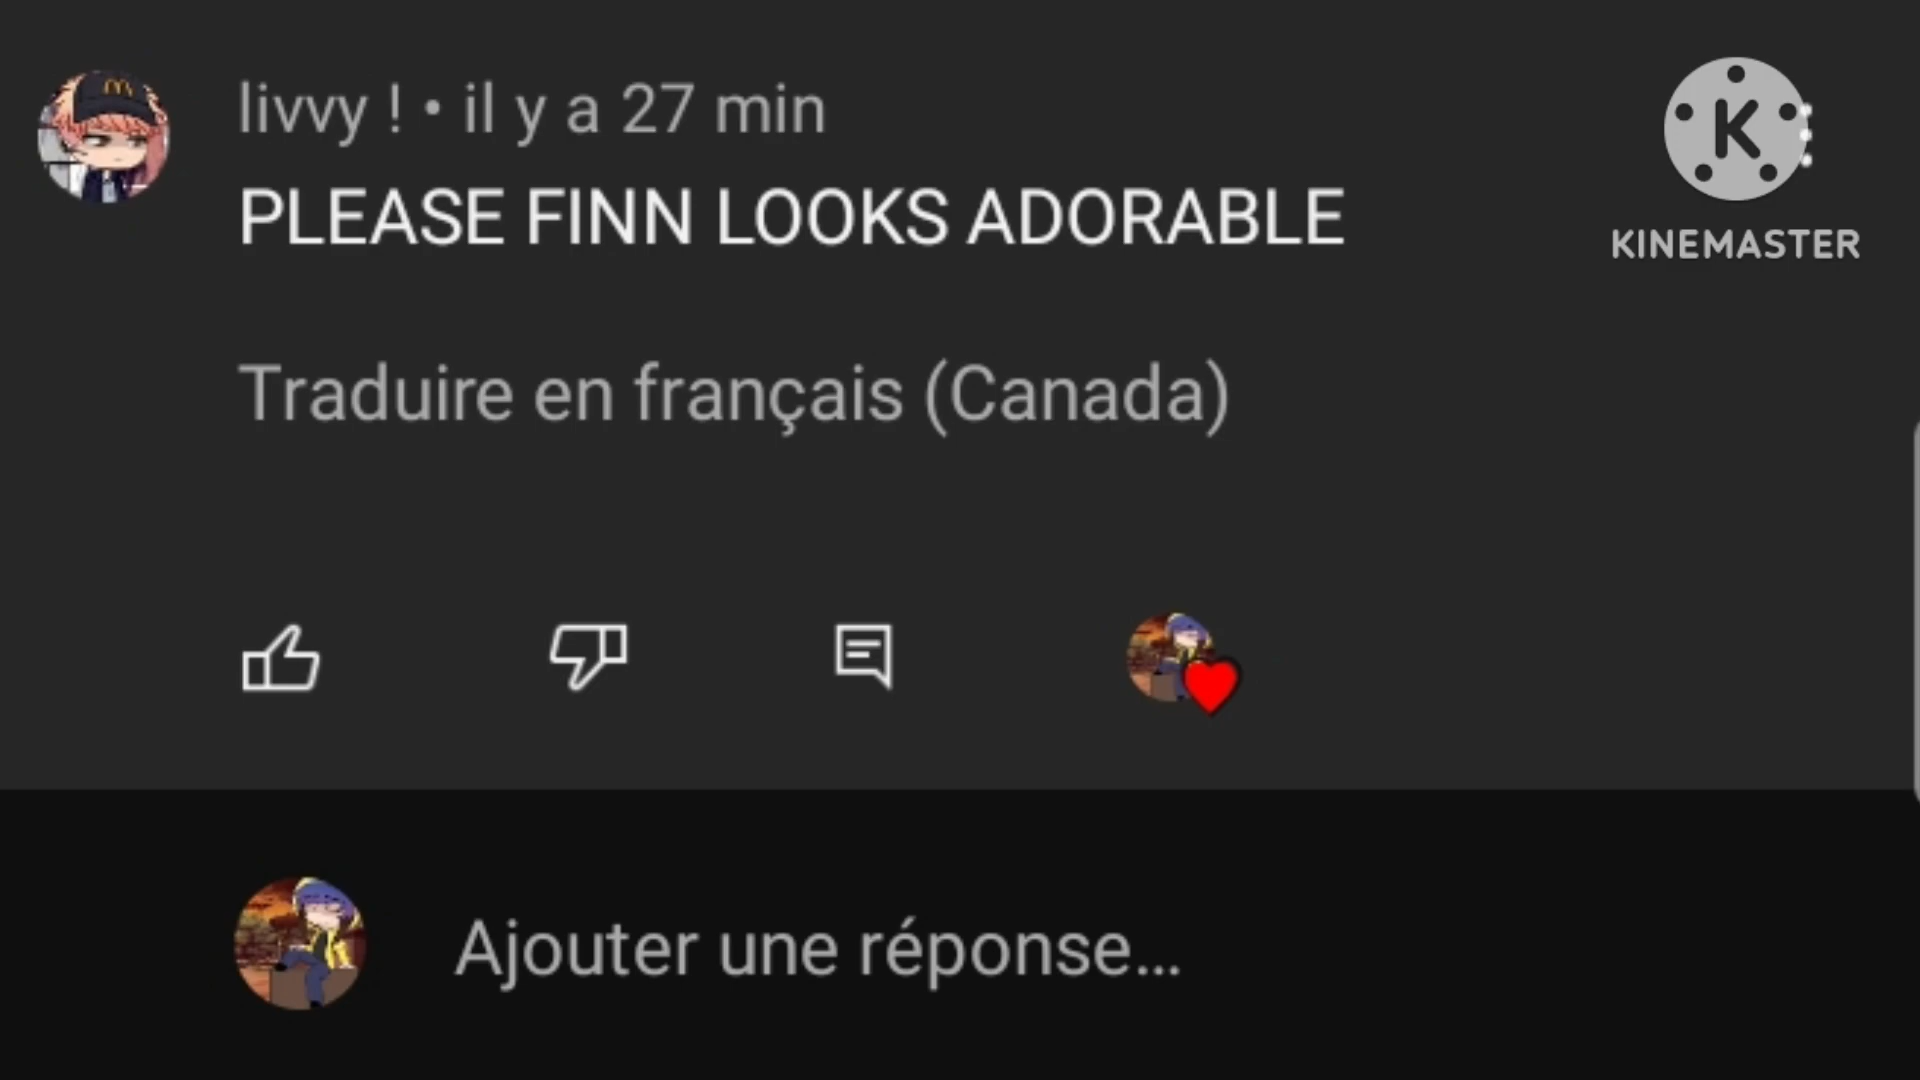 livvy ! • il y a 27 min
PLEASE FINN LOOKS ADORABLE
K
KINEMASTER
Traduire en français (Canada)
Ajouter une réponse...